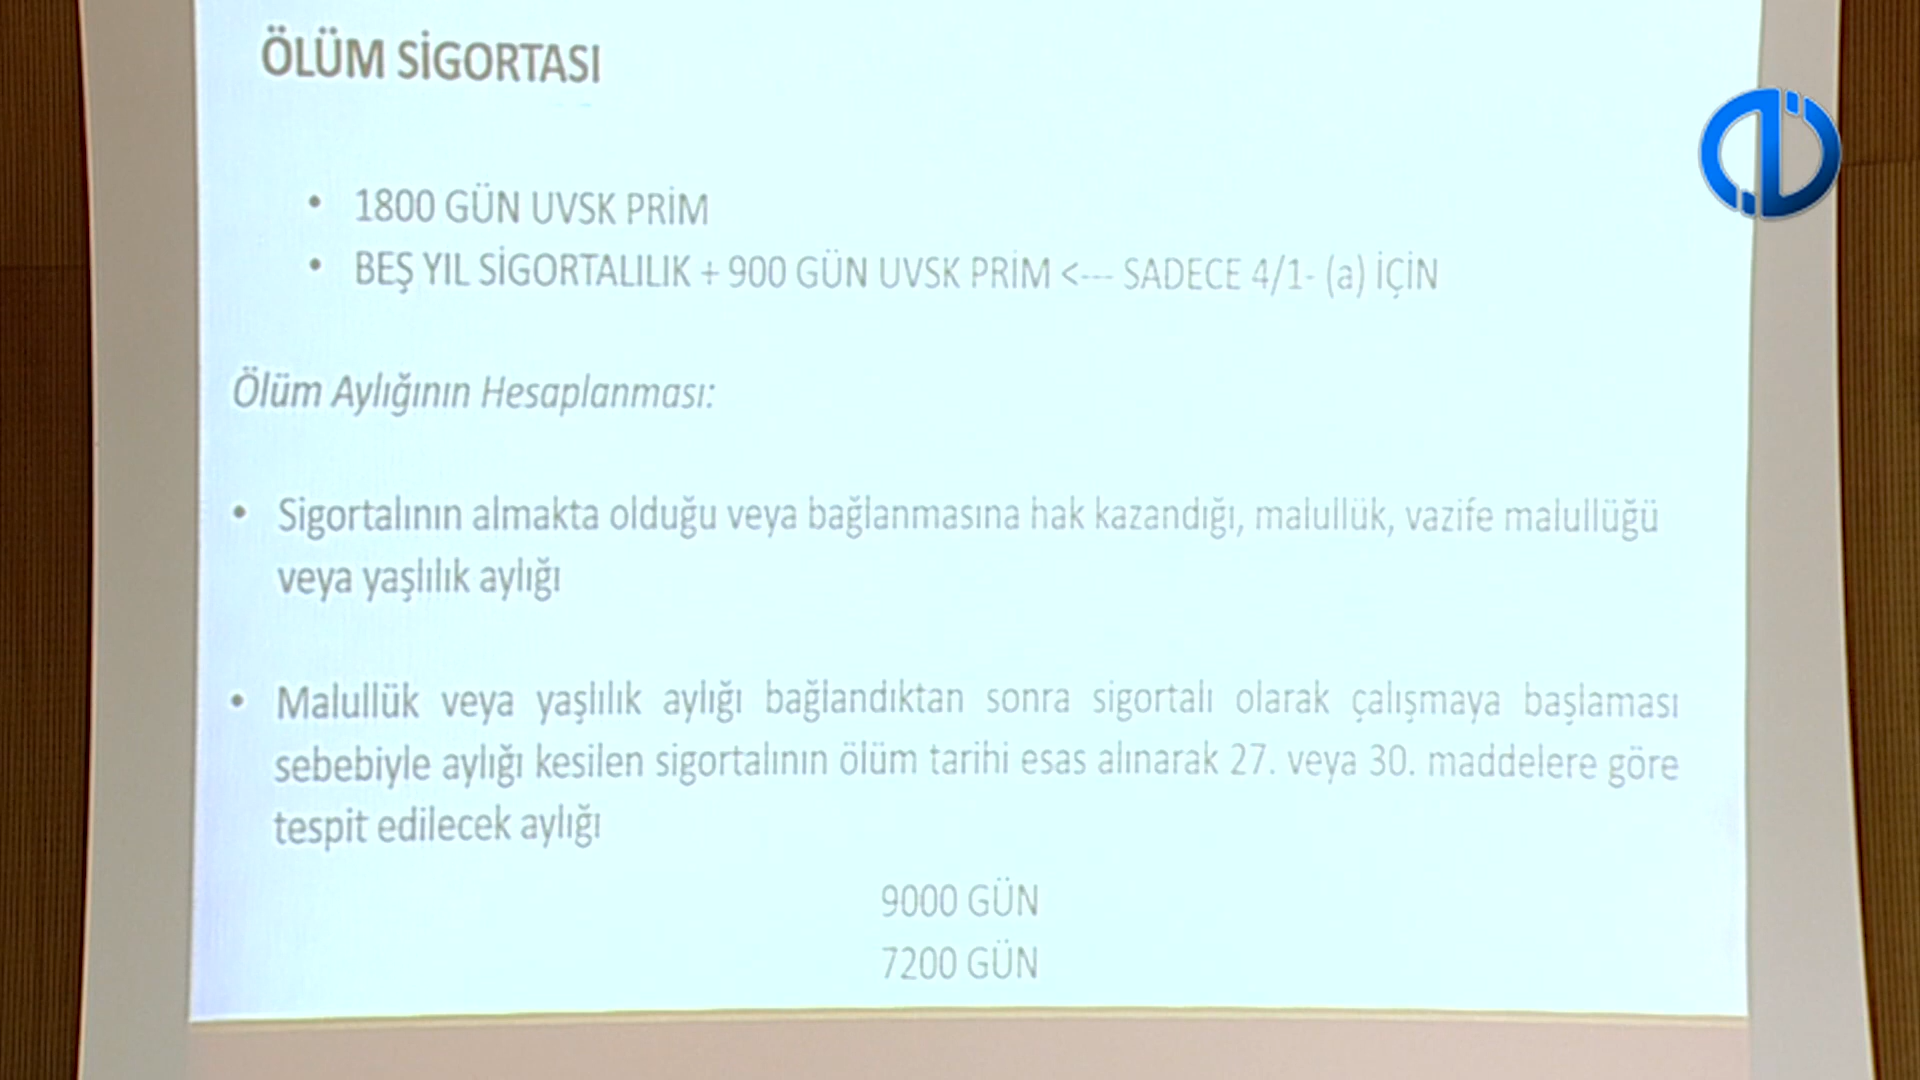 ÖLÜM SİGORTASI
• 1800 GÜN UVSK PRİM
• BEŞ YIL SİGORTALILIK + 900 GÜN UVSK PRİM <--- SADECE 4/1- (a) İÇİN
Ölüm Aylığının Hesaplanması:
• Sigortalının almakta olduğu veya bağlanmasına hak kazandığı, malullük, vazife malullüğü
veya yaşlılık aylığı
• Malullük veya yaşlılık aylığı bağlandıktan sonra sigortalı olarak çalışmaya başlaması
sebebiyle aylığı kesilen sigortalının ölüm tarihi esas alınarak 27. veya 30. maddelere göre
tespit edilecek aylığı
9000 GÜN
7200 GÜN